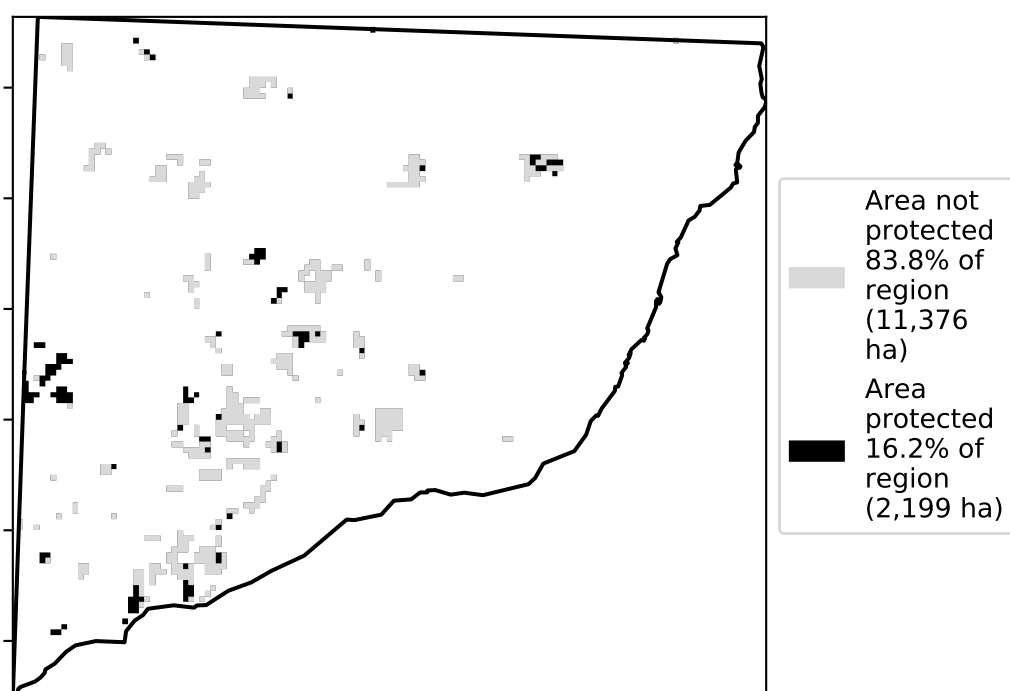 Area not
protected
83.8% of
region
(11,376
ha)
Area
protected
16.2% of
region
(2,199 ha)